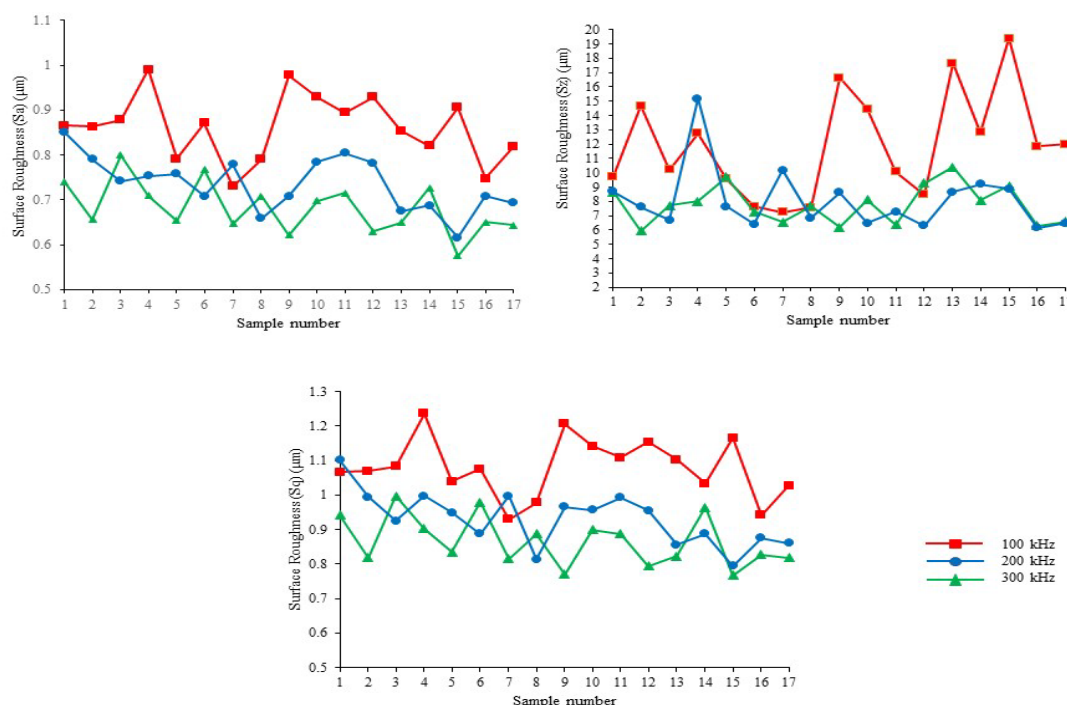 Surface Roughness (Sa) (μm)
1.1
1
0.9
0.8
0.7
0.6
0.5
1 2 3 4 5 6 7 8 9 10 11 12 13 14 15 16 17
Sample number
Surface Roughness (Sz) (μm)
20
19
18
17
16
15
14
13
12
11
10
9
8
7
6
5
4
3
2
1 2 3 4 5 6 7 8 9 10 11 12 13 14 15 16 1
Sample number
Surface Roughness (Sq) (μm)
1.3
1.2
1.1
1
0.9
0.8
0.7
0.6
0.5
1 2 3 4 5 6 7 8 9 10 11 12 13 14 15 16 17
Sample number
100 kHz
200 kHz
300 kHz